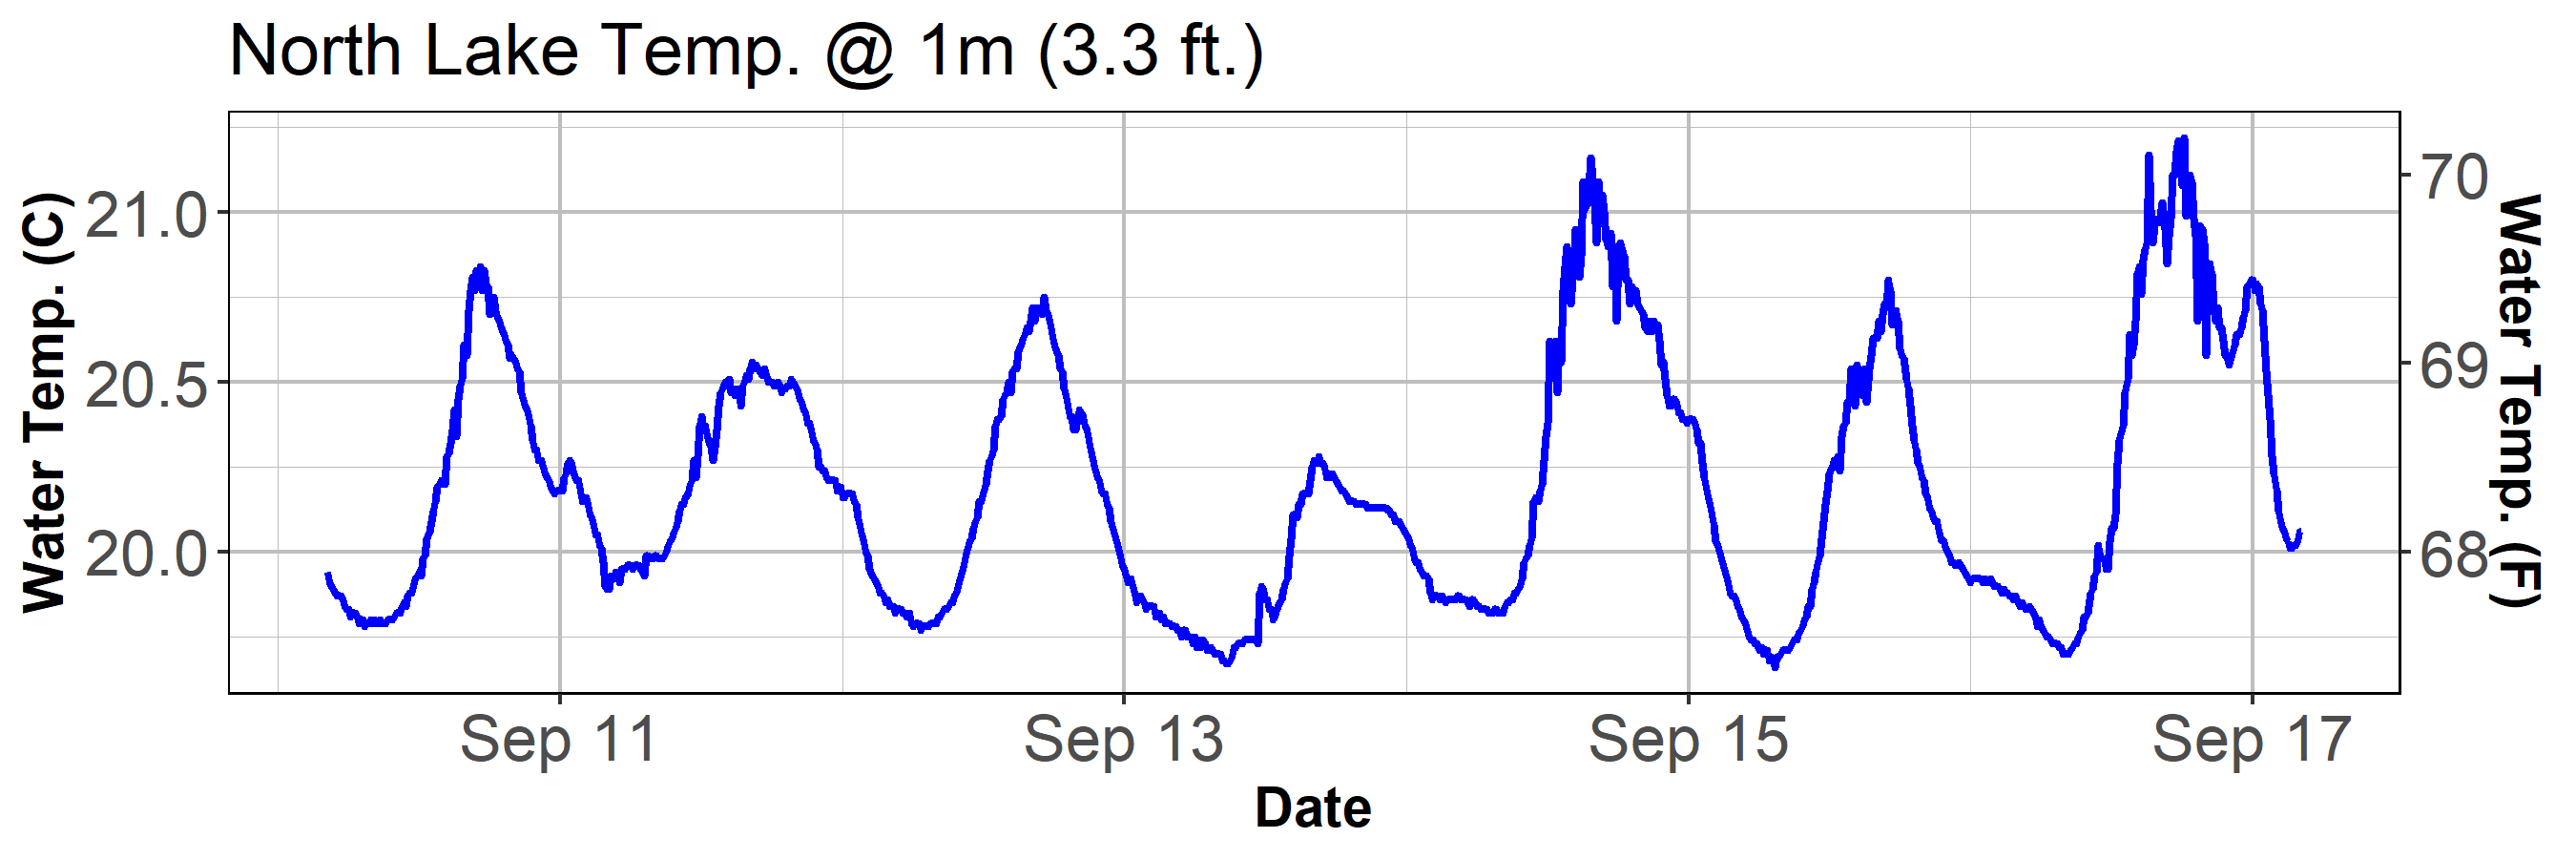 North Lake Temp. @ 1m (3.3 ft.)
Water Temp. (C)
21.0
20.5
20.0
70
69
68
Water Temp. (F)
Sep 11
Sep 13
Sep 15
Sep 17
Date